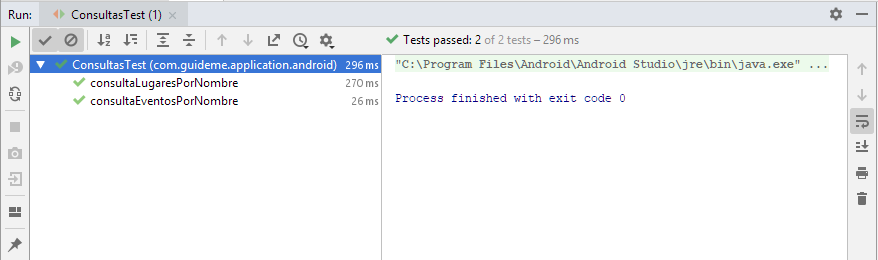 Run: ConsultasTest (1)
Tests passed: 2 of 2 tests – 296 ms
ConsultasTest (com.guideme.application.android) 296 ms
consultaLugaresPorNombre 270 ms
consultaEventosPorNombre 26 ms
"C:\Program Files\Android\Android Studio\jre\bin\java.exe" ...
Process finished with exit code 0